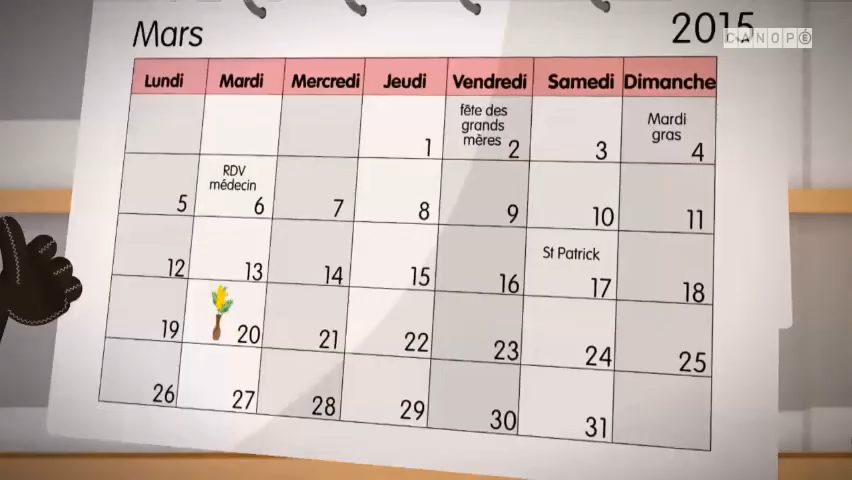 Mars 2015
CANOPÉ
Lundi Mardi Mercredi Jeudi Vendredi Samedi Dimanche
fête des
grands
mères
Mardi
gras
1 2 3 4
RDV
médecin
5 6 7 8 9 10 11
St Patrick
12 13 14 15 16 17 18
19 20 21 22 23 24 25
26 27 28 29 30 31